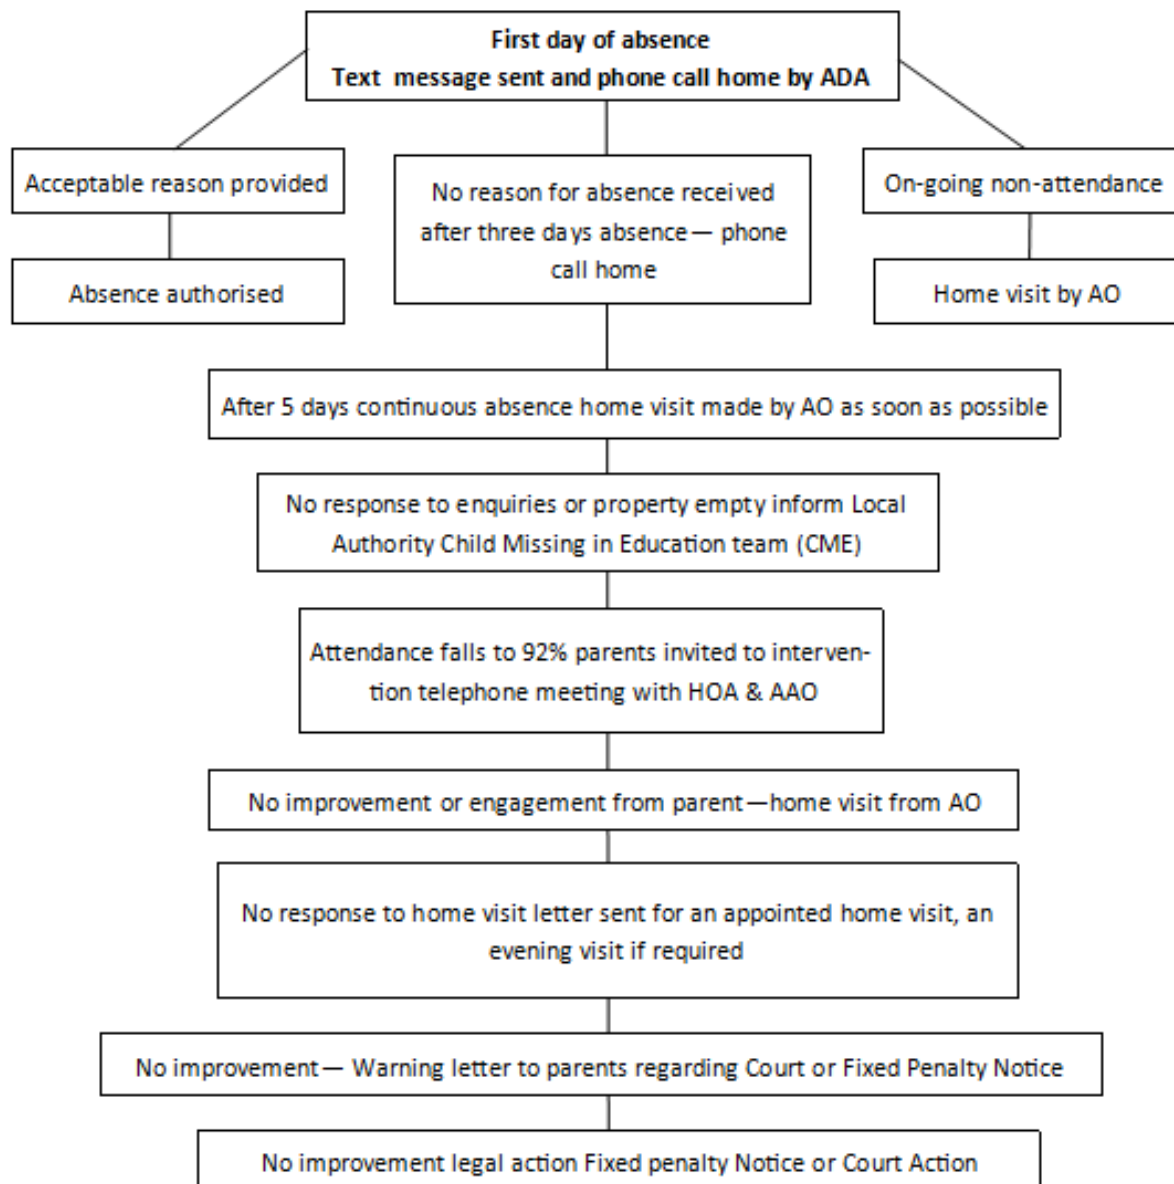 First day of absence
Text message sent and phone call home by ADA
Acceptable reason provided
Absence authorised
No reason for absence received
after three days absence— phone
call home
On-going non-attendance
Home visit by AO
After 5 days continuous absence home visit made by AO as soon as possible
No response to enquiries or property empty inform Local
Authority Child Missing in Education team (CME)
Attendance falls to 92% parents invited to interven-
tion telephone meeting with HOA & AAO
No improvement or engagement from parent—home visit from AO
No response to home visit letter sent for an appointed home visit, an
evening visit if required
No improvement— Warning letter to parents regarding Court or Fixed Penalty Notice
No improvement legal action Fixed penalty Notice or Court Action